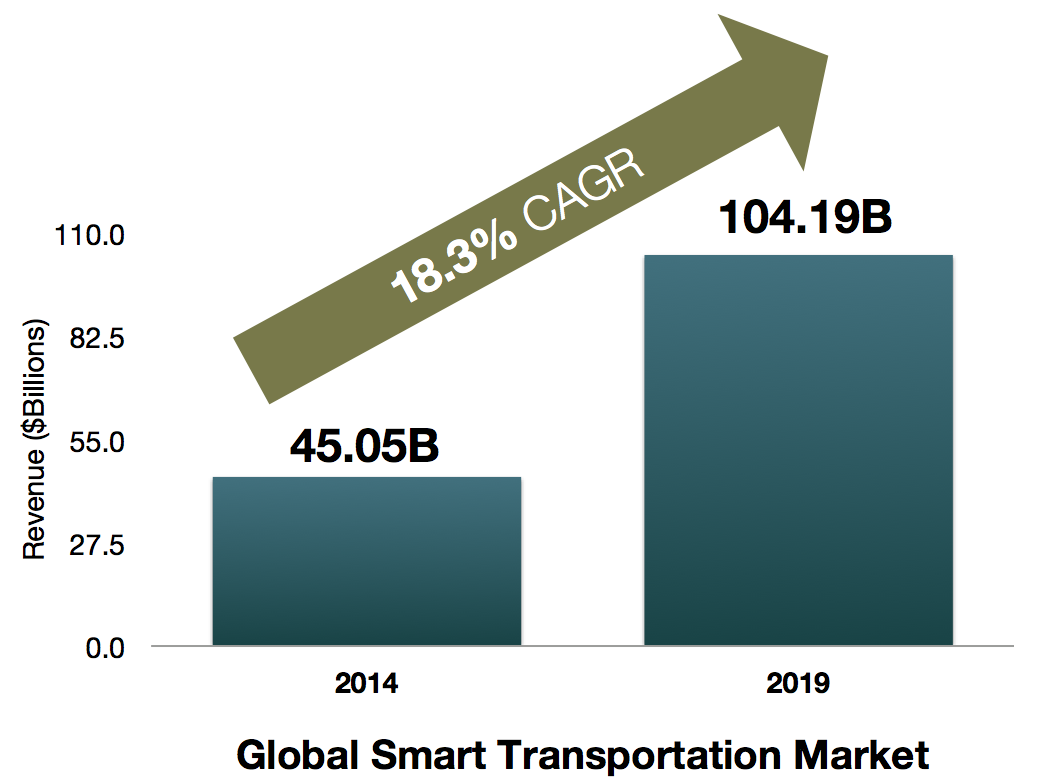 18.3% CAGR
104.19B
45.05B
Revenue ($Billions)
110.0
82.5
55.0
27.5
0.0
2014
2019
Global Smart Transportation Market